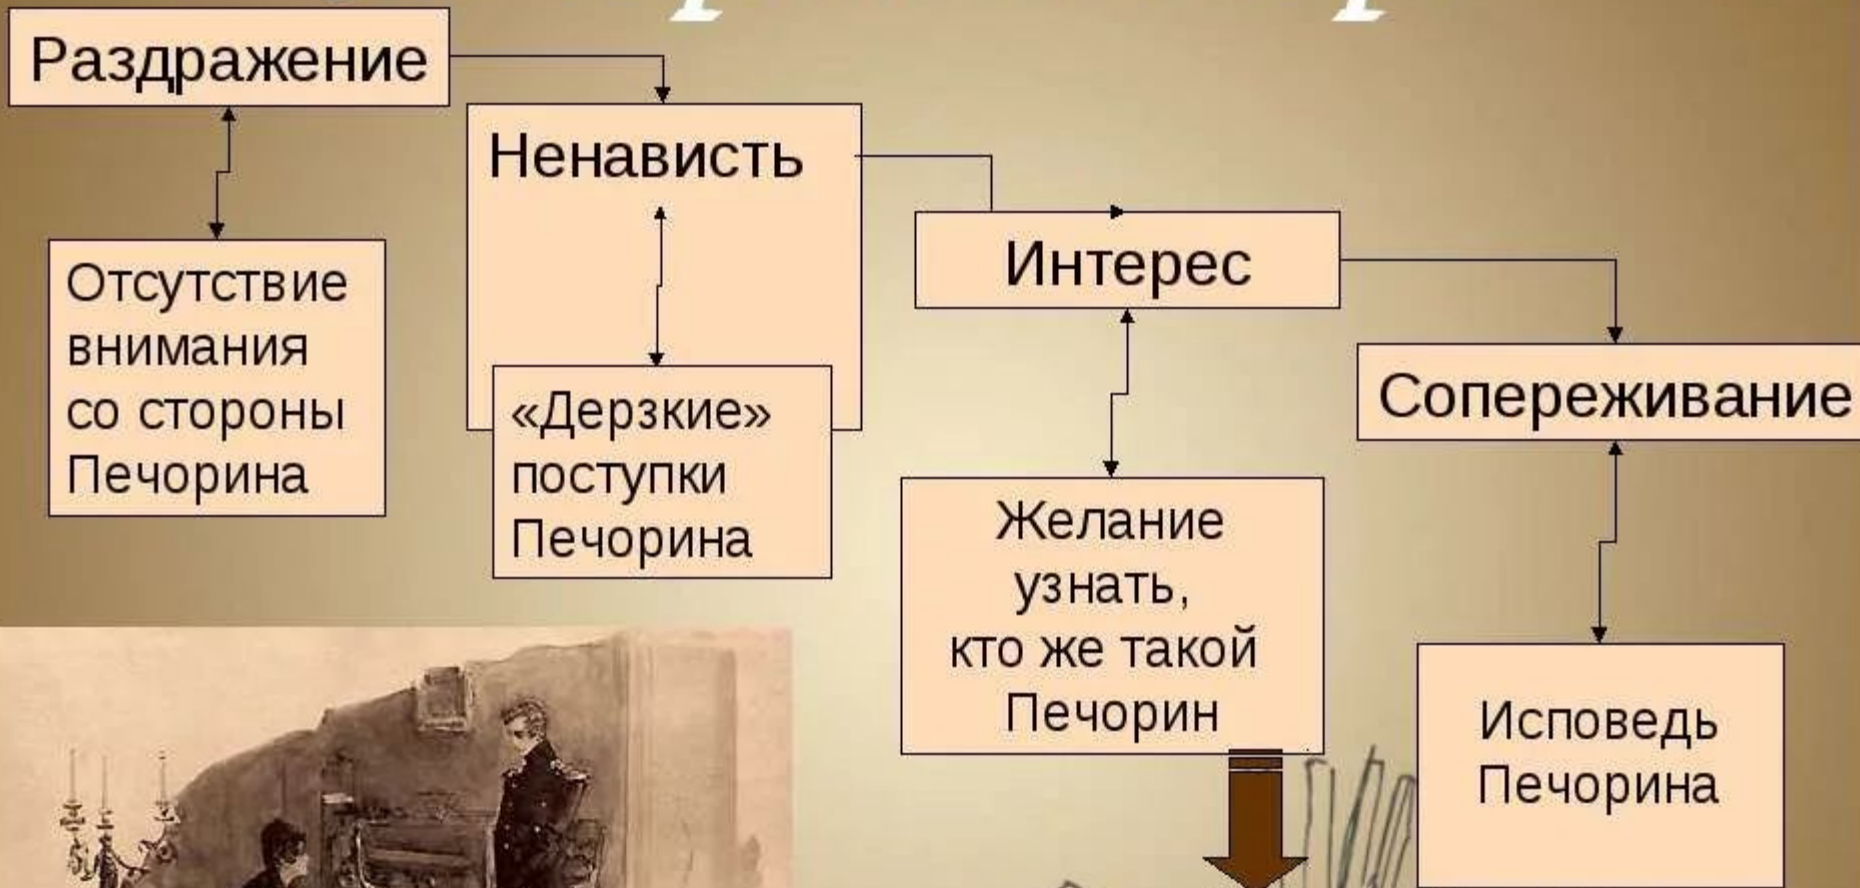 Раздражение
Отсутствие
внимания
со стороны
Печорина
Ненависть
«Дерзкие»
поступки
Печорина
Интерес
Желание
узнать,
кто же такой
Печорин
Сопереживание
Исповедь
Печорина